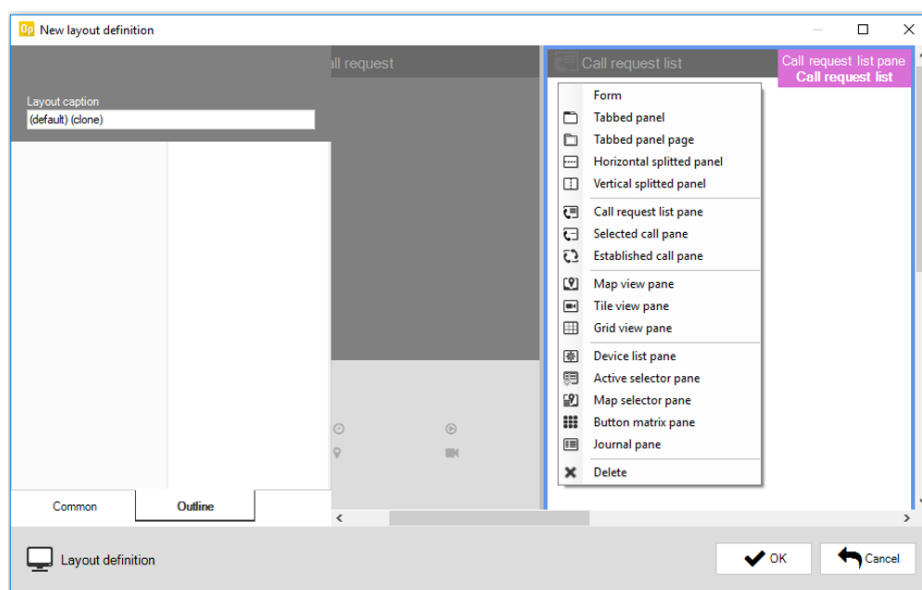 Op New layout definition
all request
Call request list
Call request list pane
Call request list
Layout caption
(default) (clone)
Form
Tabbed panel
Tabbed panel page
Horizontal splitted panel
Vertical splitted panel
Call request list pane
Selected call pane
Established call pane
Map view pane
Tile view pane
Grid view pane
Device list pane
Active selector pane
Map selector pane
Button matrix pane
Journal pane
Delete
Common
Outline
Layout definition
OK
Cancel